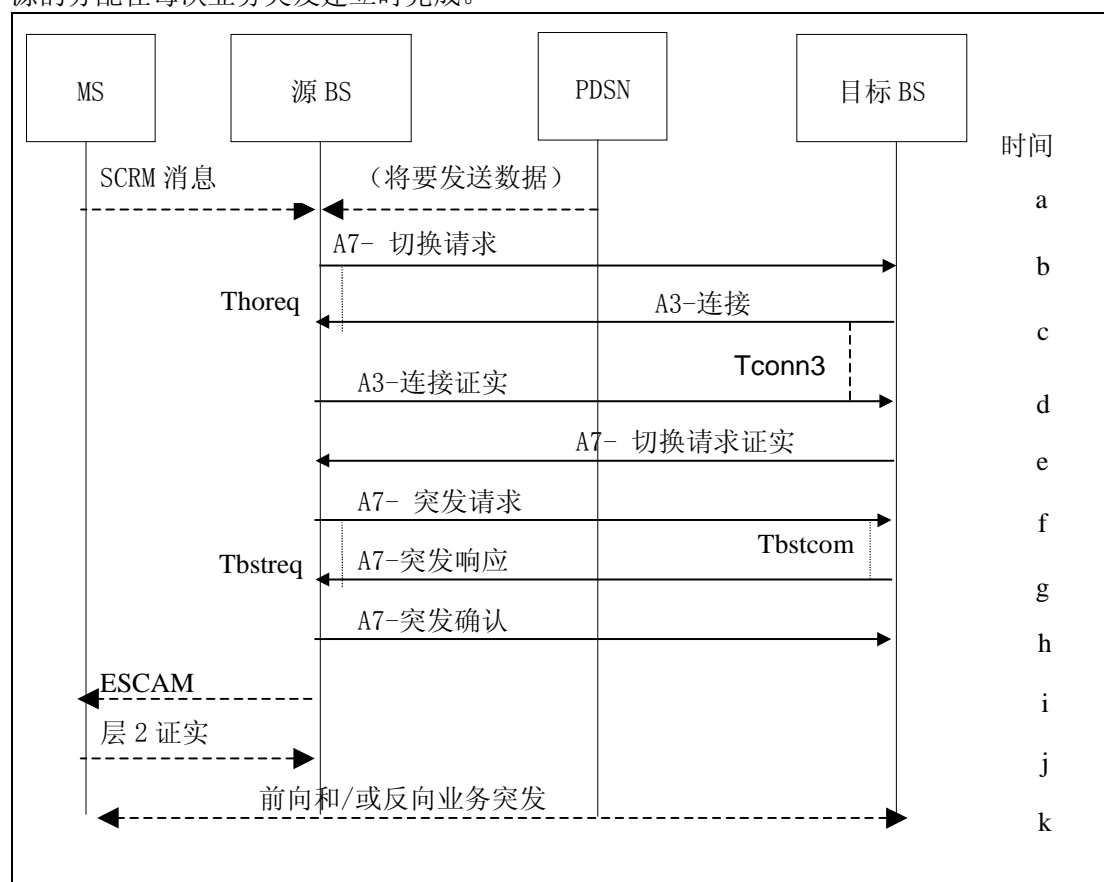 源的分配在每次业务突发建立时完成。
MS 源 BS PDSN 目标 BS
时间
SCRM 消息 （将要发送数据） a
A7- 切换请求 b
Thoreq A3-连接 c
Tconn3
A3-连接证实 d
A7- 切换请求证实 e
A7- 突发请求 f
Tbstcom
Tbstreq A7-突发响应 g
A7-突发确认 h
ESCAM i
层 2 证实 j
前向和/或反向业务突发 k